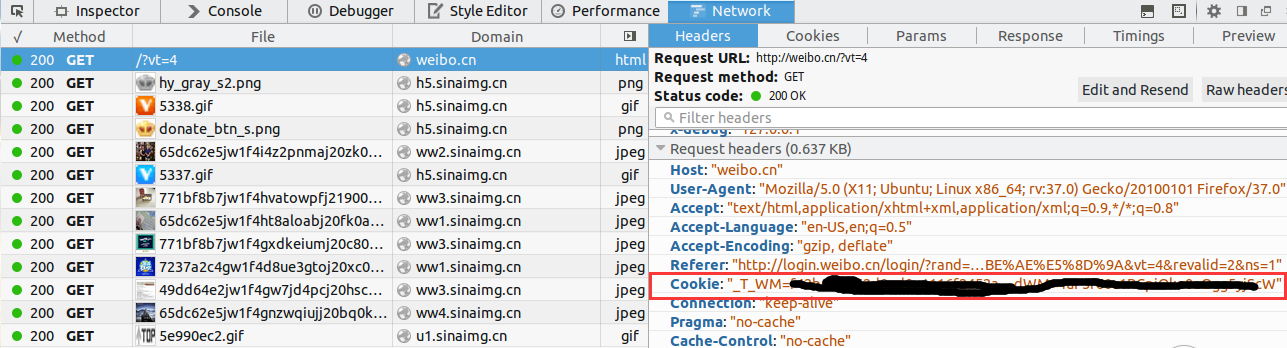 Inspector Console Debugger Style Editor Performance Network
√ Method File Domain
200 GET /?vt=4 weibo.cn html
200 GET hy_gray_s2.png h5.sinaimg.cn png
200 GET 5338.gif h5.sinaimg.cn gif
200 GET donate_btn_s.png h5.sinaimg.cn png
200 GET 65dc62e5jw1f4i4z2pnmaj20zk0… ww2.sinaimg.cn jpeg
200 GET 5337.gif h5.sinaimg.cn gif
200 GET 771bf8b7jw1f4hvatowpfj21900… ww3.sinaimg.cn jpeg
200 GET 65dc62e5jw1f4ht8aloabj20fk0a… ww1.sinaimg.cn jpeg
200 GET 771bf8b7jw1f4gxdkeiumj20c80… ww3.sinaimg.cn jpeg
200 GET 7237a2c4gw1f4d8ue3gtoj20xc0… ww1.sinaimg.cn jpeg
200 GET 49dd64e2jw1f4gw7jd4pcj20hsc… ww3.sinaimg.cn jpeg
200 GET 65dc62e5jw1f4gnzwqiujj20bq0k… ww1.sinaimg.cn jpeg
200 GET TOP 5e990ec2.gif u1.sinaimg.cn gif
Headers Cookies Params Response Timings Preview
Request URL: http://weibo.cn/?vt=4
Request method: GET
Status code: 200 OK
Edit and Resend Raw headers
Filter headers
x-debug: "127.0.0.1"
Request headers (0.637 KB)
Host: "weibo.cn"
User-Agent: "Mozilla/5.0 (X11; Ubuntu; Linux x86_64; rv:37.0) Gecko/20100101 Firefox/37.0"
Accept: "text/html,application/xhtml+xml,application/xml;q=0.9,*/*;q=0.8"
Accept-Language: "en-US,en;q=0.5"
Accept-Encoding: "gzip, deflate"
Referer: "http://login.weibo.cn/login/?rand=…BE%AE%E5%8D%9A&vt=4&revalid=2&ns=1"
Cookie: "_T_WM=
Connection: "keep-alive"
Pragma: "no-cache"
Cache-Control: "no-cache"